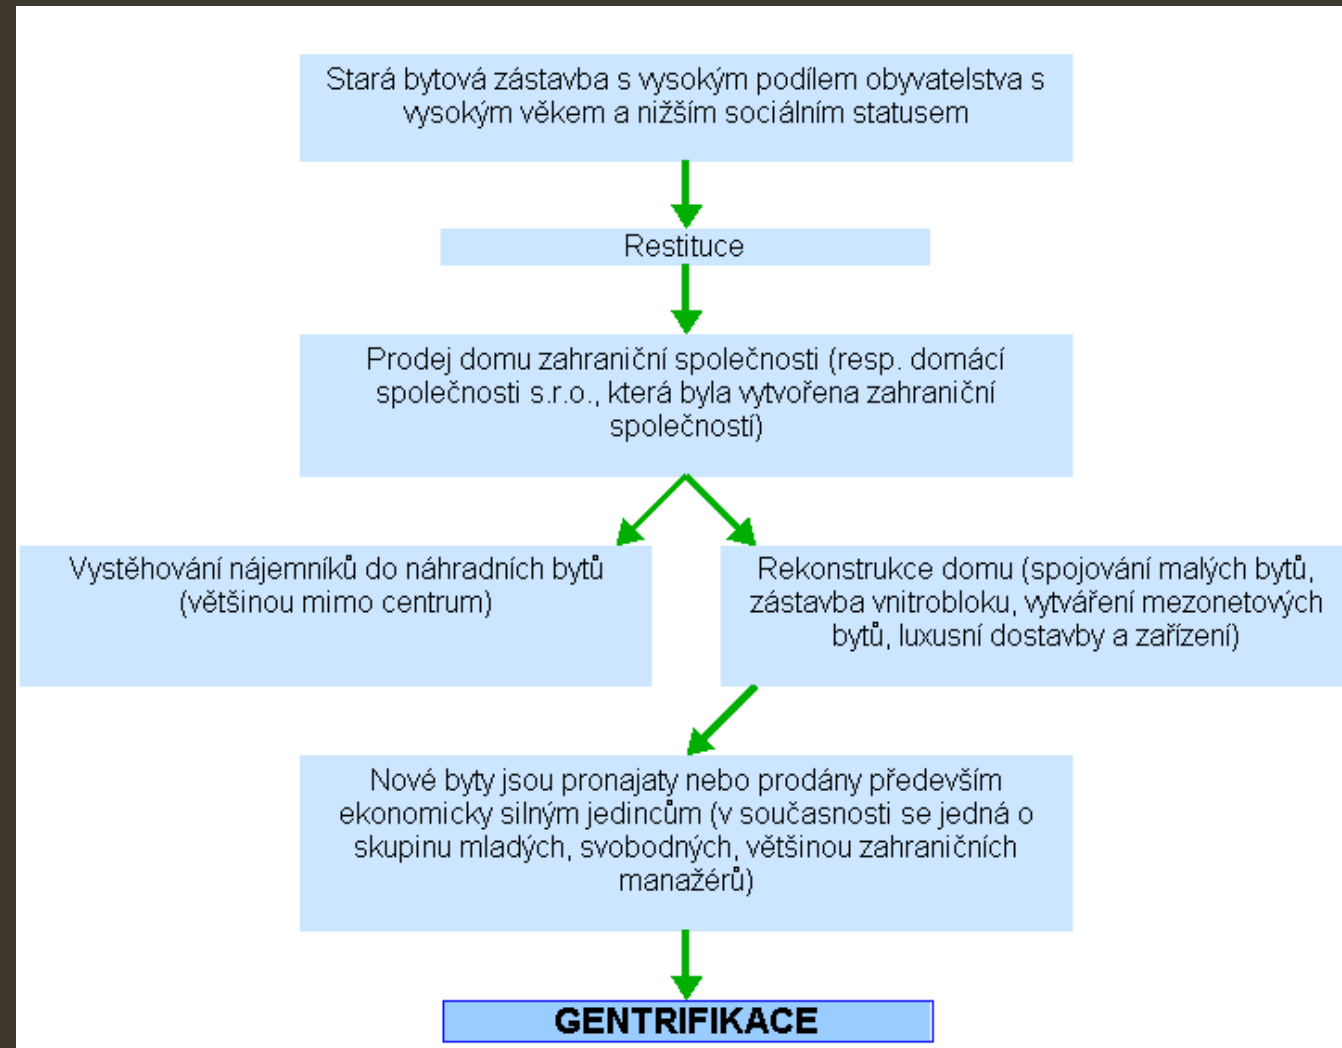 Stará bytová zástavba s vysokým podílem obyvatelstva s
vysokým věkem a nižším sociálním statusem
Restituce
Prodej domu zahraniční společnosti (resp. domácí
společnosti s.r.o., která byla vytvořena zahraniční
společností)
Vystěhování nájemníků do náhradních bytů
(většinou mimo centrum)
Rekonstrukce domu (spojování malých bytů,
zástavba vnitrobloku, vytváření mezonetových
bytů, luxusní dostavby a zařízení)
Nové byty jsou pronajaty nebo prodány především
ekonomicky silným jedincům (v současnosti se jedná o
skupinu mladých, svobodných, většinou zahraničních
manažérů)
GENTRIFIKACE